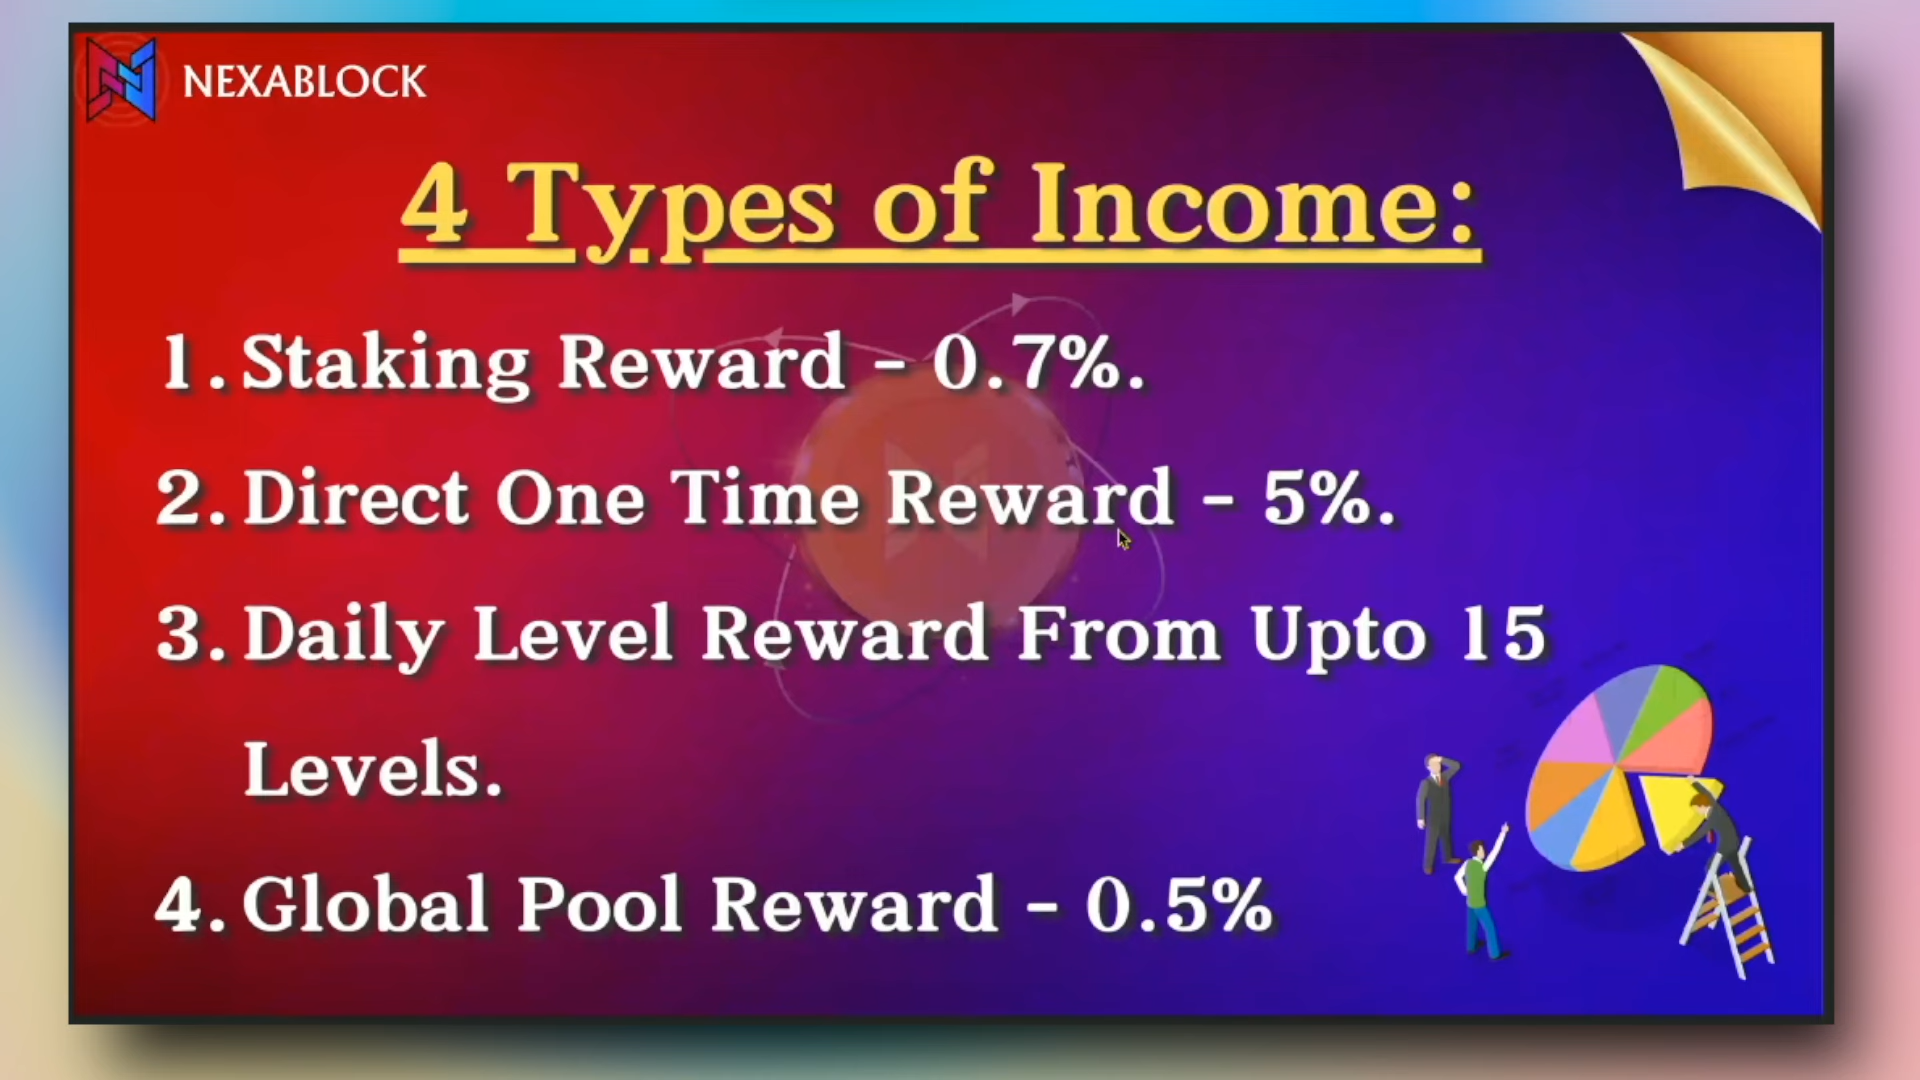 NEXABLOCK
4 Types of Income:
1. Staking Reward - 0.7%.
2. Direct One Time Reward - 5%.
3. Daily Level Reward From Upto 15
Levels.
4. Global Pool Reward - 0.5%